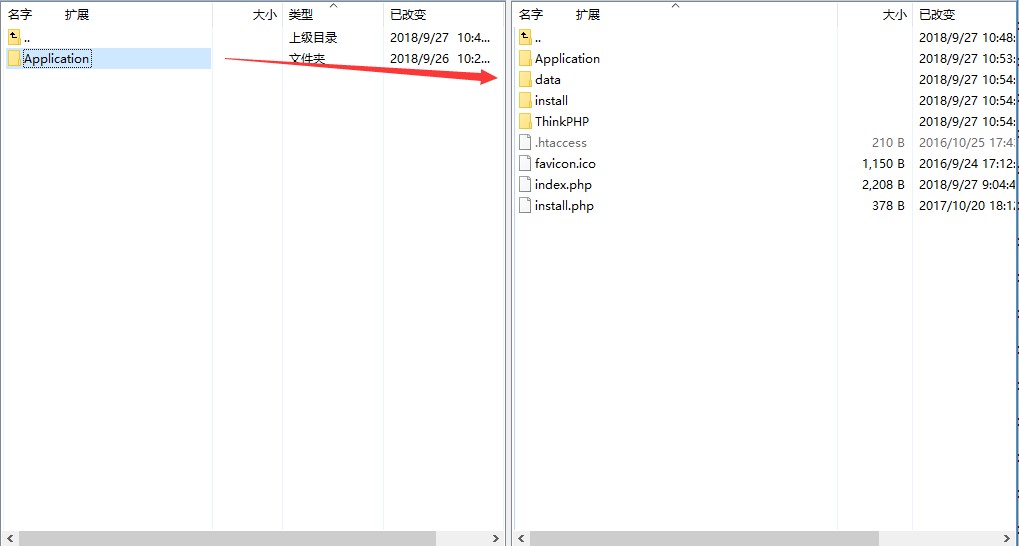 名字 扩展 大小 类型 已改变
.. 上级目录 2018/9/27 10:4...
Application 文件夹 2018/9/26 10:2...
名字 扩展 大小 已改变
.. 2018/9/27 10:48:
Application 2018/9/27 10:53:
data 2018/9/27 10:54:
install 2018/9/27 10:54:
ThinkPHP 2018/9/27 10:54:
.htaccess 210 B 2016/10/25 17:43
favicon.ico 1,150 B 2016/9/24 17:12:
index.php 2,208 B 2018/9/27 9:04:4
install.php 378 B 2017/10/20 18:12